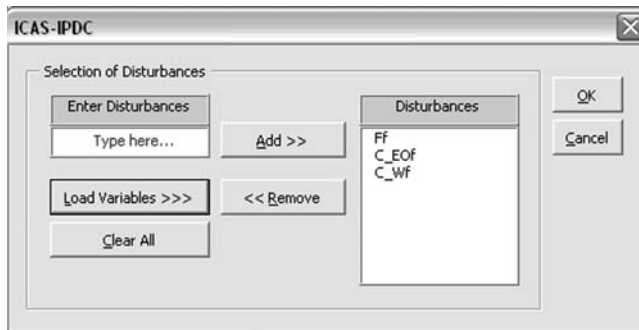 ICAS-IPDC
Selection of Disturbances
Enter Disturbances
Type here...
Add >>
Load Variables >>>
<< Remove
Clear All
Disturbances
Ff
C_EOf
C_Wf
OK
Cancel